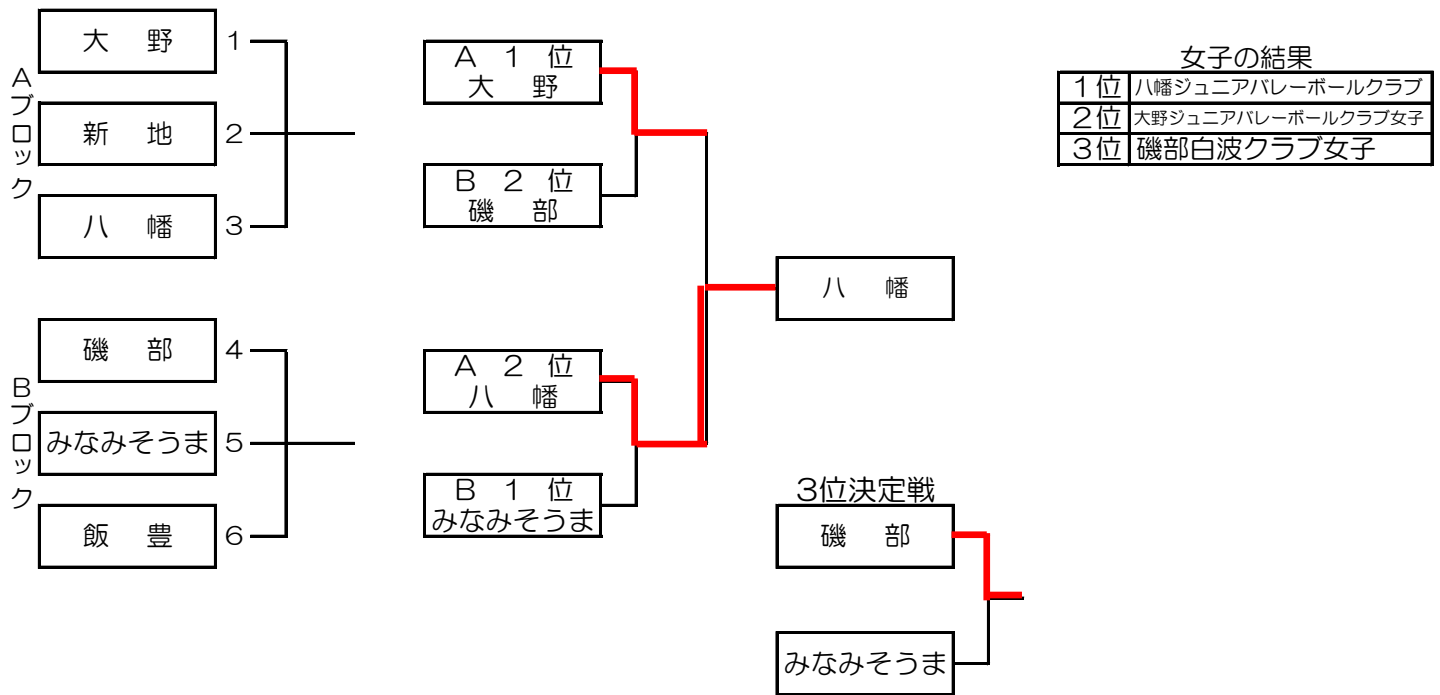 Aブロック
大　野 1
新　地 2
八　幡 3
Bブロック
磯　部 4
みなみそうま 5
飯　豊 6
A　1　位
大　野
B　2　位
磯　部
A　2　位
八　幡
B　1　位
みなみそうま
八　幡
3位決定戦
磯　部
みなみそうま
女子の結果
1位 八幡ジュニアバレーボールクラブ
2位 大野ジュニアバレーボールクラブ女子
3位 磯部白波クラブ女子